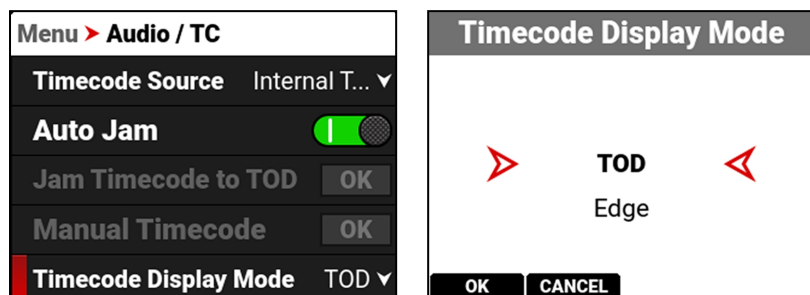 Menu > Audio / TC
Timecode Source Internal T...
Auto Jam
Jam Timecode to TOD OK
Manual Timecode OK
Timecode Display Mode TOD
Timecode Display Mode
TOD
Edge
OK CANCEL